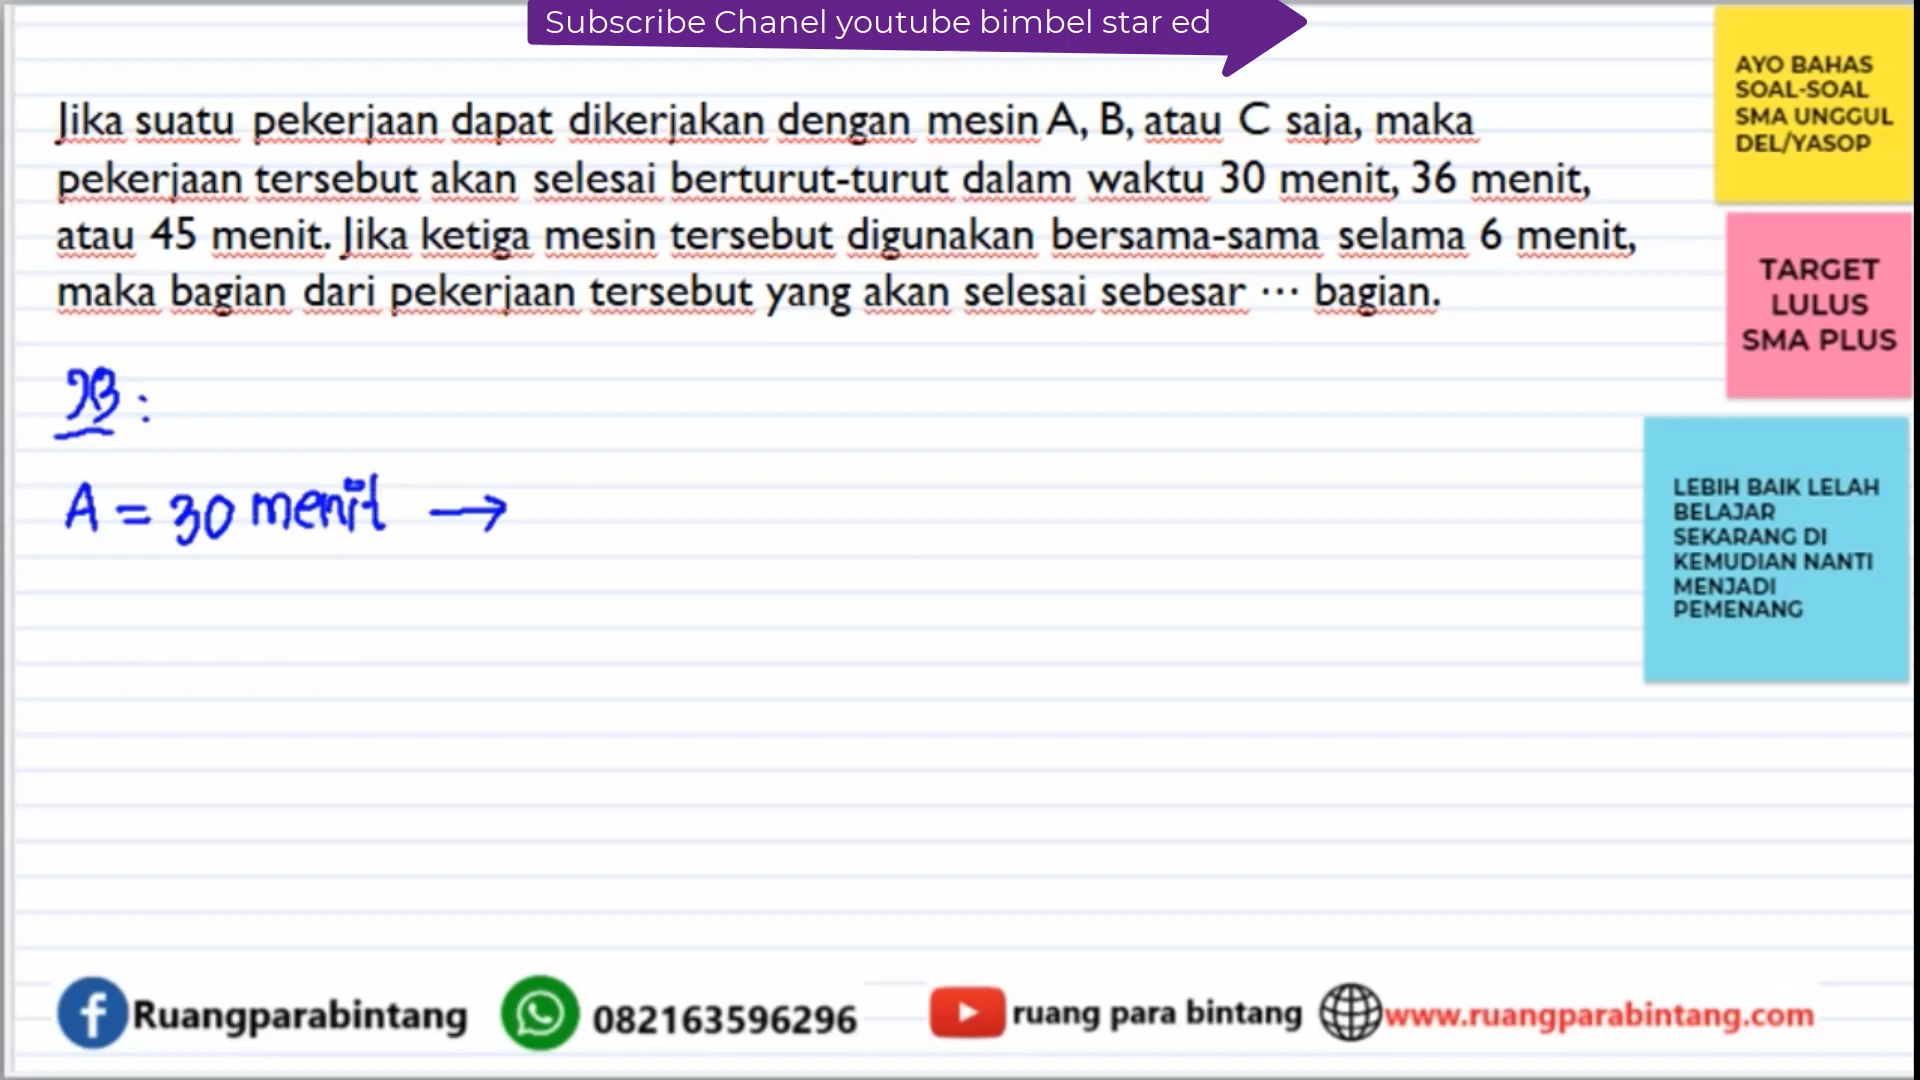 Subscribe Chanel youtube bimbel star ed
Jika suatu pekerjaan dapat dikerjakan dengan mesin A, B, atau C saja, maka
pekerjaan tersebut akan selesai berturut-turut dalam waktu 30 menit, 36 menit,
atau 45 menit. Jika ketiga mesin tersebut digunakan bersama-sama selama 6 menit,
maka bagian dari pekerjaan tersebut yang akan selesai sebesar ⋯ bagian.
JB :
A = 30 menit →
AYO BAHAS
SOAL-SOAL
SMA UNGGUL
DEL/YASOP
TARGET
LULUS
SMA PLUS
LEBIH BAIK LELAH
BELAJAR
SEKARANG DI
KEMUDIAN NANTI
MENJADI
PEMENANG
Ruangparabintang
082163596296
ruang para bintang
www.ruangparabintang.com